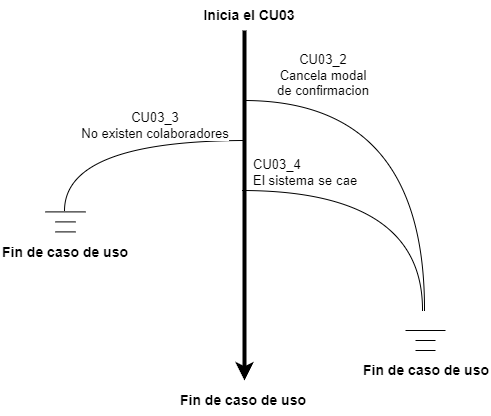 Inicia el CU03
CU03_2
Cancela modal
de confirmacion
CU03_3
No existen colaboradores
CU03_4
El sistema se cae
Fin de caso de uso
Fin de caso de uso
Fin de caso de uso